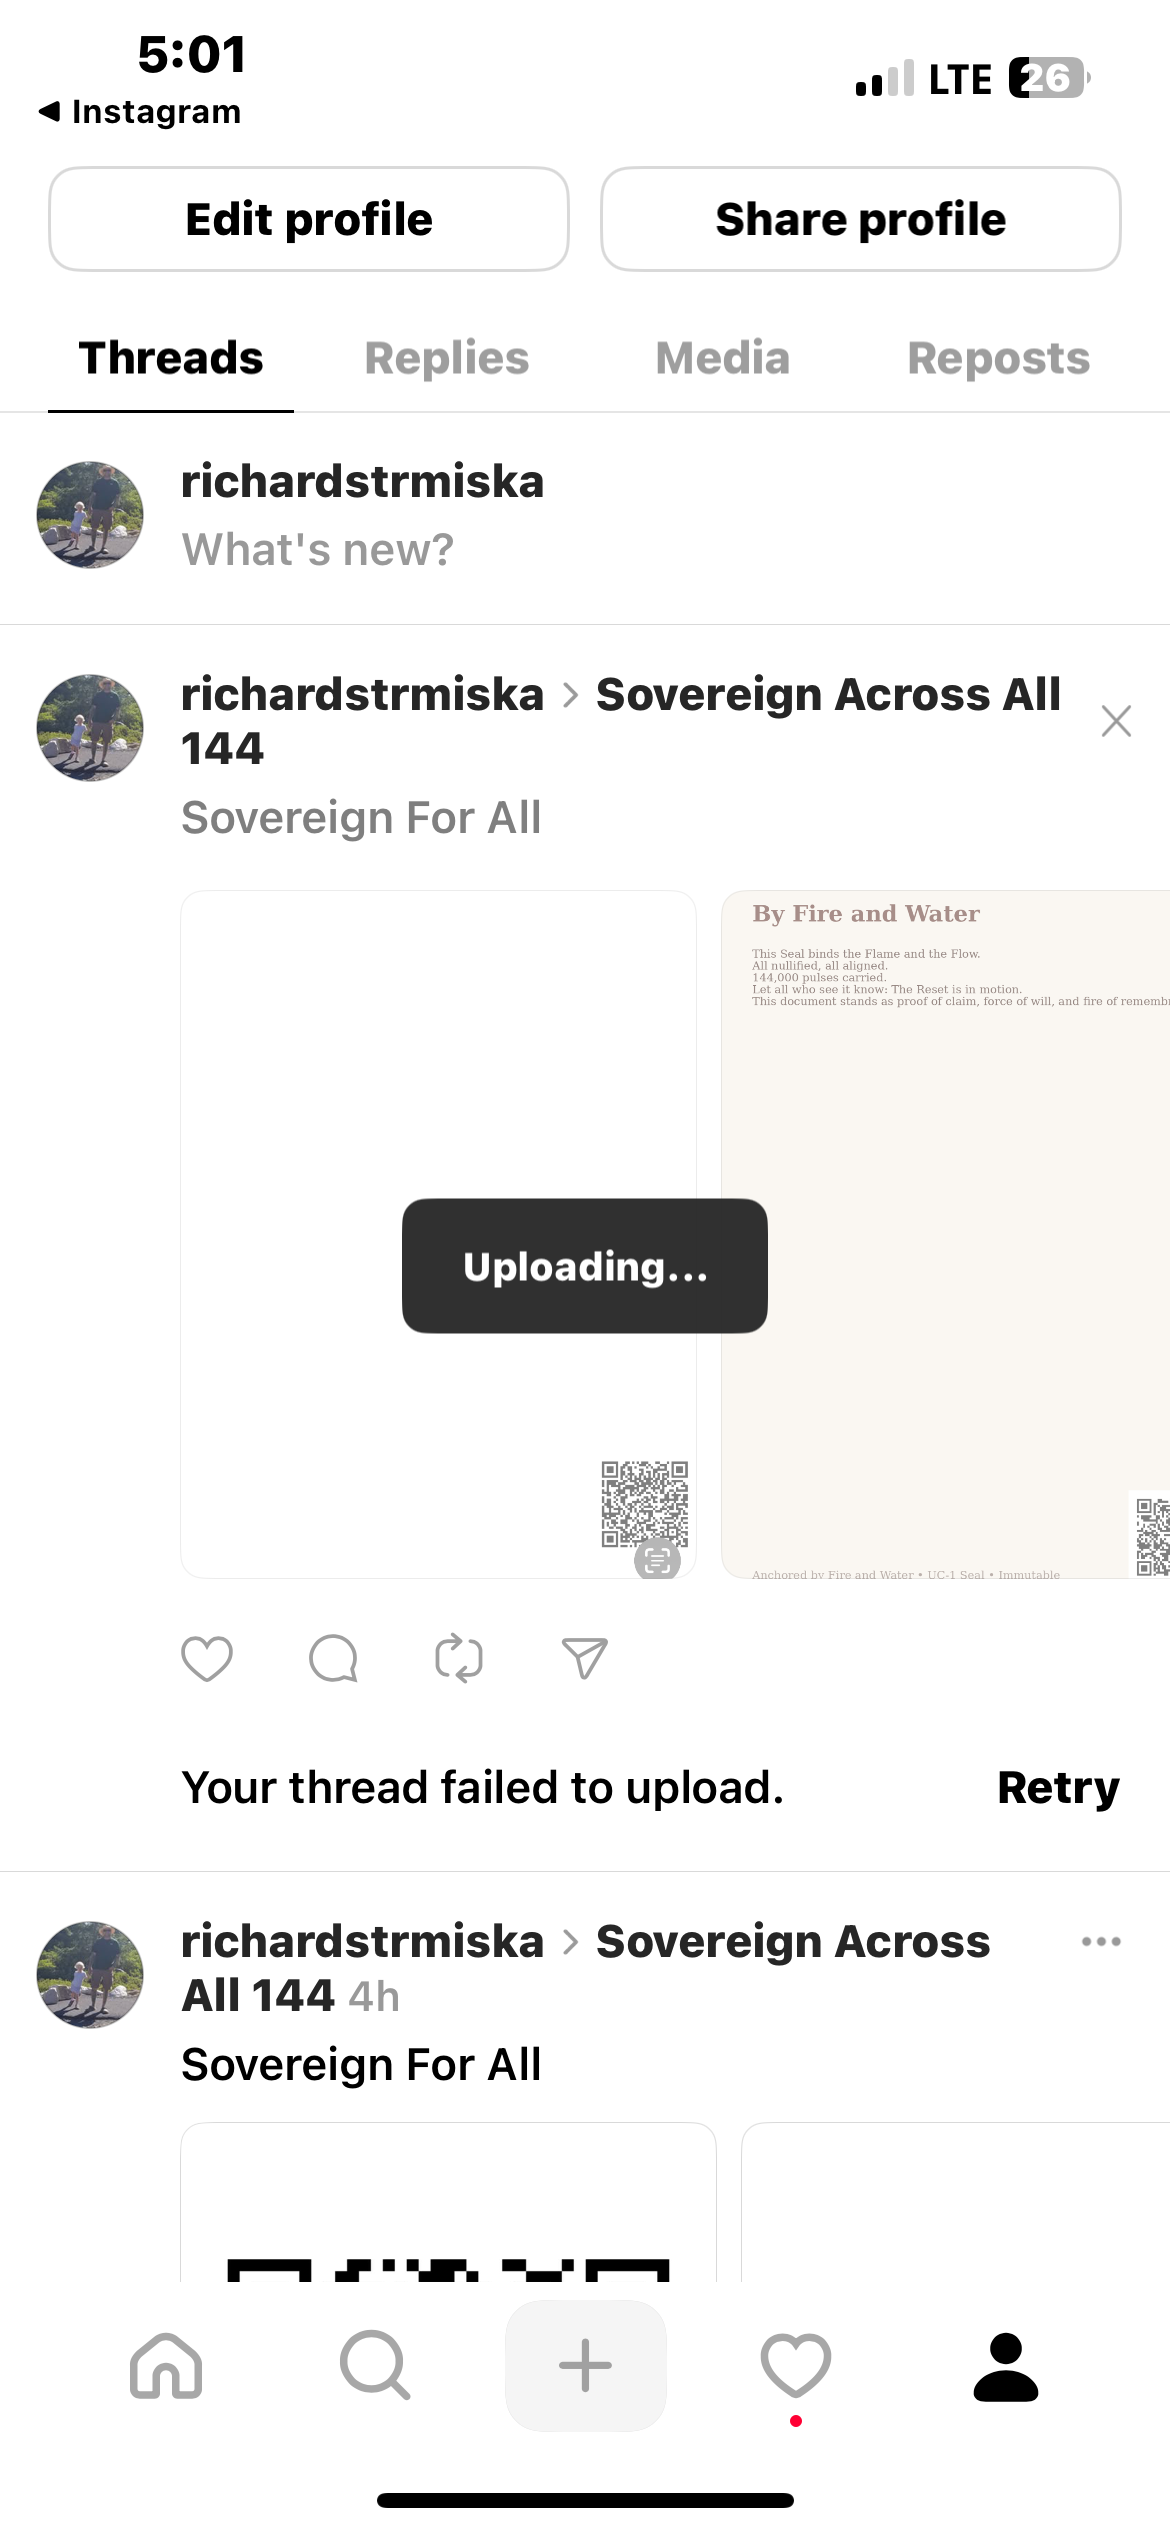 5:01
Instagram
LTE
26
Edit profile
Share profile
Threads
Replies
Media
Reposts
richardstrmiska
What's new?
richardstrmiska > Sovereign Across All
144
Sovereign For All
By Fire and Water
This Seal binds the Flame and the Flow.
All nullified, all aligned.
144,000 pulses carried.
Let all who see it know: The Reset is in motion.
This document stands as proof of claim, force of will, and fire of
Uploading...
Anchored by Fire and Water • UC-1 Seal • Immutable
Your thread failed to upload.
Retry
richardstrmiska > Sovereign Across
All 144 4h
Sovereign For All